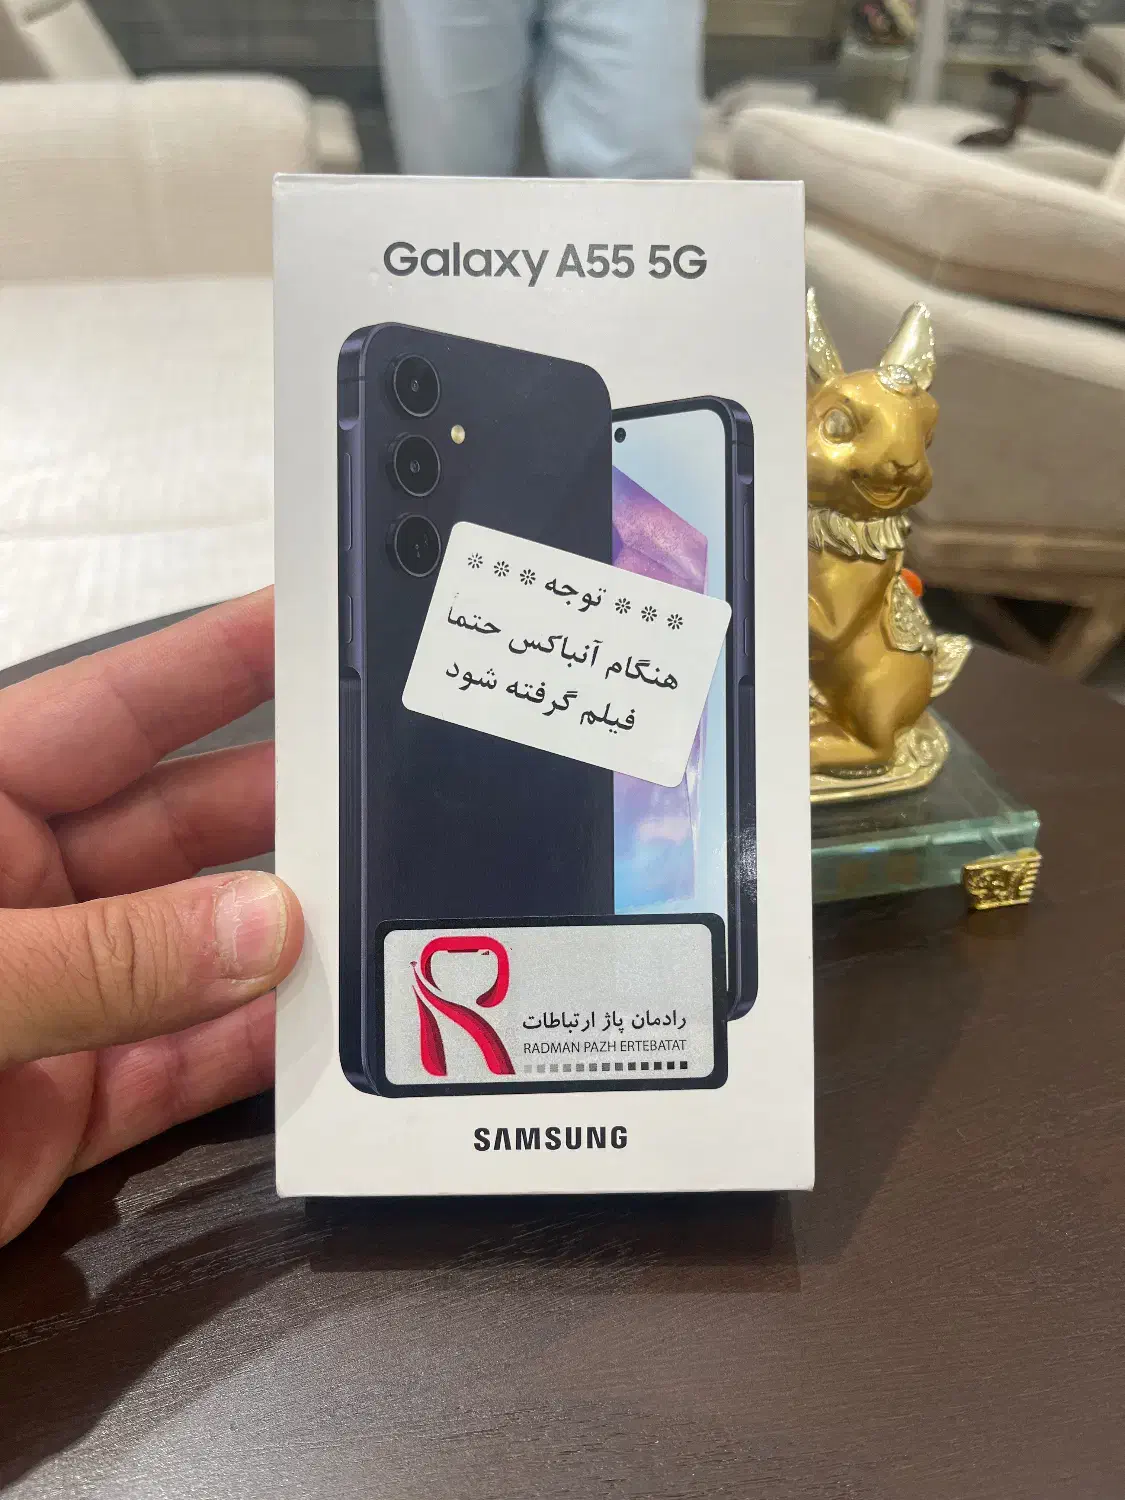 Galaxy A55 5G
*** توجه ***
هنگام آنباکس حتماً
فیلم گرفته شود
رادمان پاژ ارتباطات
RADMAN PAZH ERTEBATAT
SAMSUNG